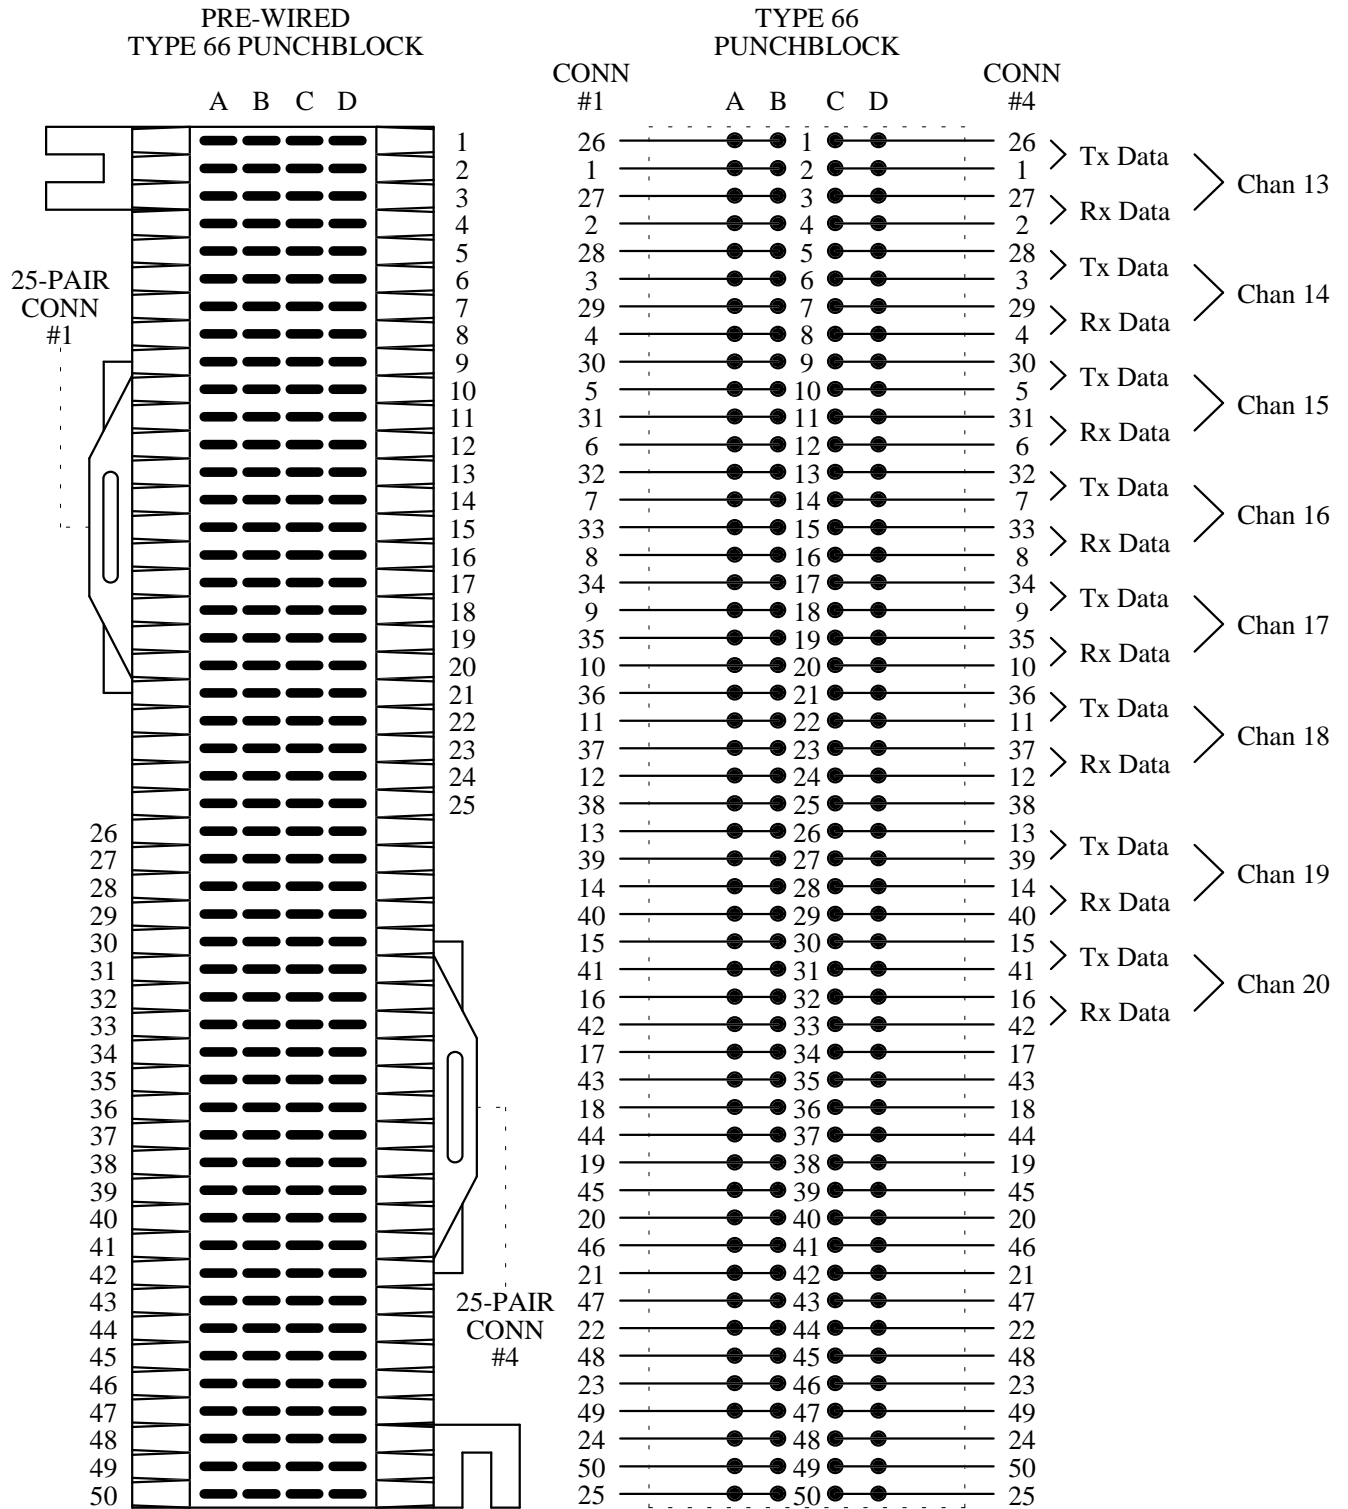 PRE-WIRED
TYPE 66 PUNCHBLOCK
TYPE 66
PUNCHBLOCK
CONN
#1
CONN
#4
A B C D
A B C D
1 26 1 26
2 1 2 1 Tx Data
3 27 3 27 Chan 13
4 2 4 2 Rx Data
5 28 5 28
6 3 6 3 Tx Data
7 29 7 29 Chan 14
8 4 8 4 Rx Data
25-PAIR
CONN
#1
9 30 9 30
10 5 10 5 Tx Data
11 31 11 31 Chan 15
12 6 12 6 Rx Data
13 32 13 32
14 7 14 7 Tx Data
15 33 15 33 Chan 16
16 8 16 8 Rx Data
17 34 17 34
18 9 18 9 Tx Data
19 35 19 35 Chan 17
20 10 20 10 Rx Data
21 36 21 36
22 11 22 11 Tx Data
23 37 23 37 Chan 18
24 12 24 12 Rx Data
25 38 25 38
26 13 26 13
27 39 27 39 Tx Data
28 14 28 14 Chan 19
29 40 29 40 Rx Data
30 15 30 15
31 41 31 41 Tx Data
32 16 32 16 Chan 20
33 42 33 42 Rx Data
34 17 34 17
35 43 35 43
36 18 36 18
37 44 37 44
38 19 38 19
39 45 39 45
40 20 40 20
41 46 41 46
42 21 42 21
43 47 43 47
44 22 44 22
45 48 45 48
25-PAIR
CONN
#4
46 23 46 23
47 49 47 49
48 24 48 24
49 50 49 50
50 25 50 25